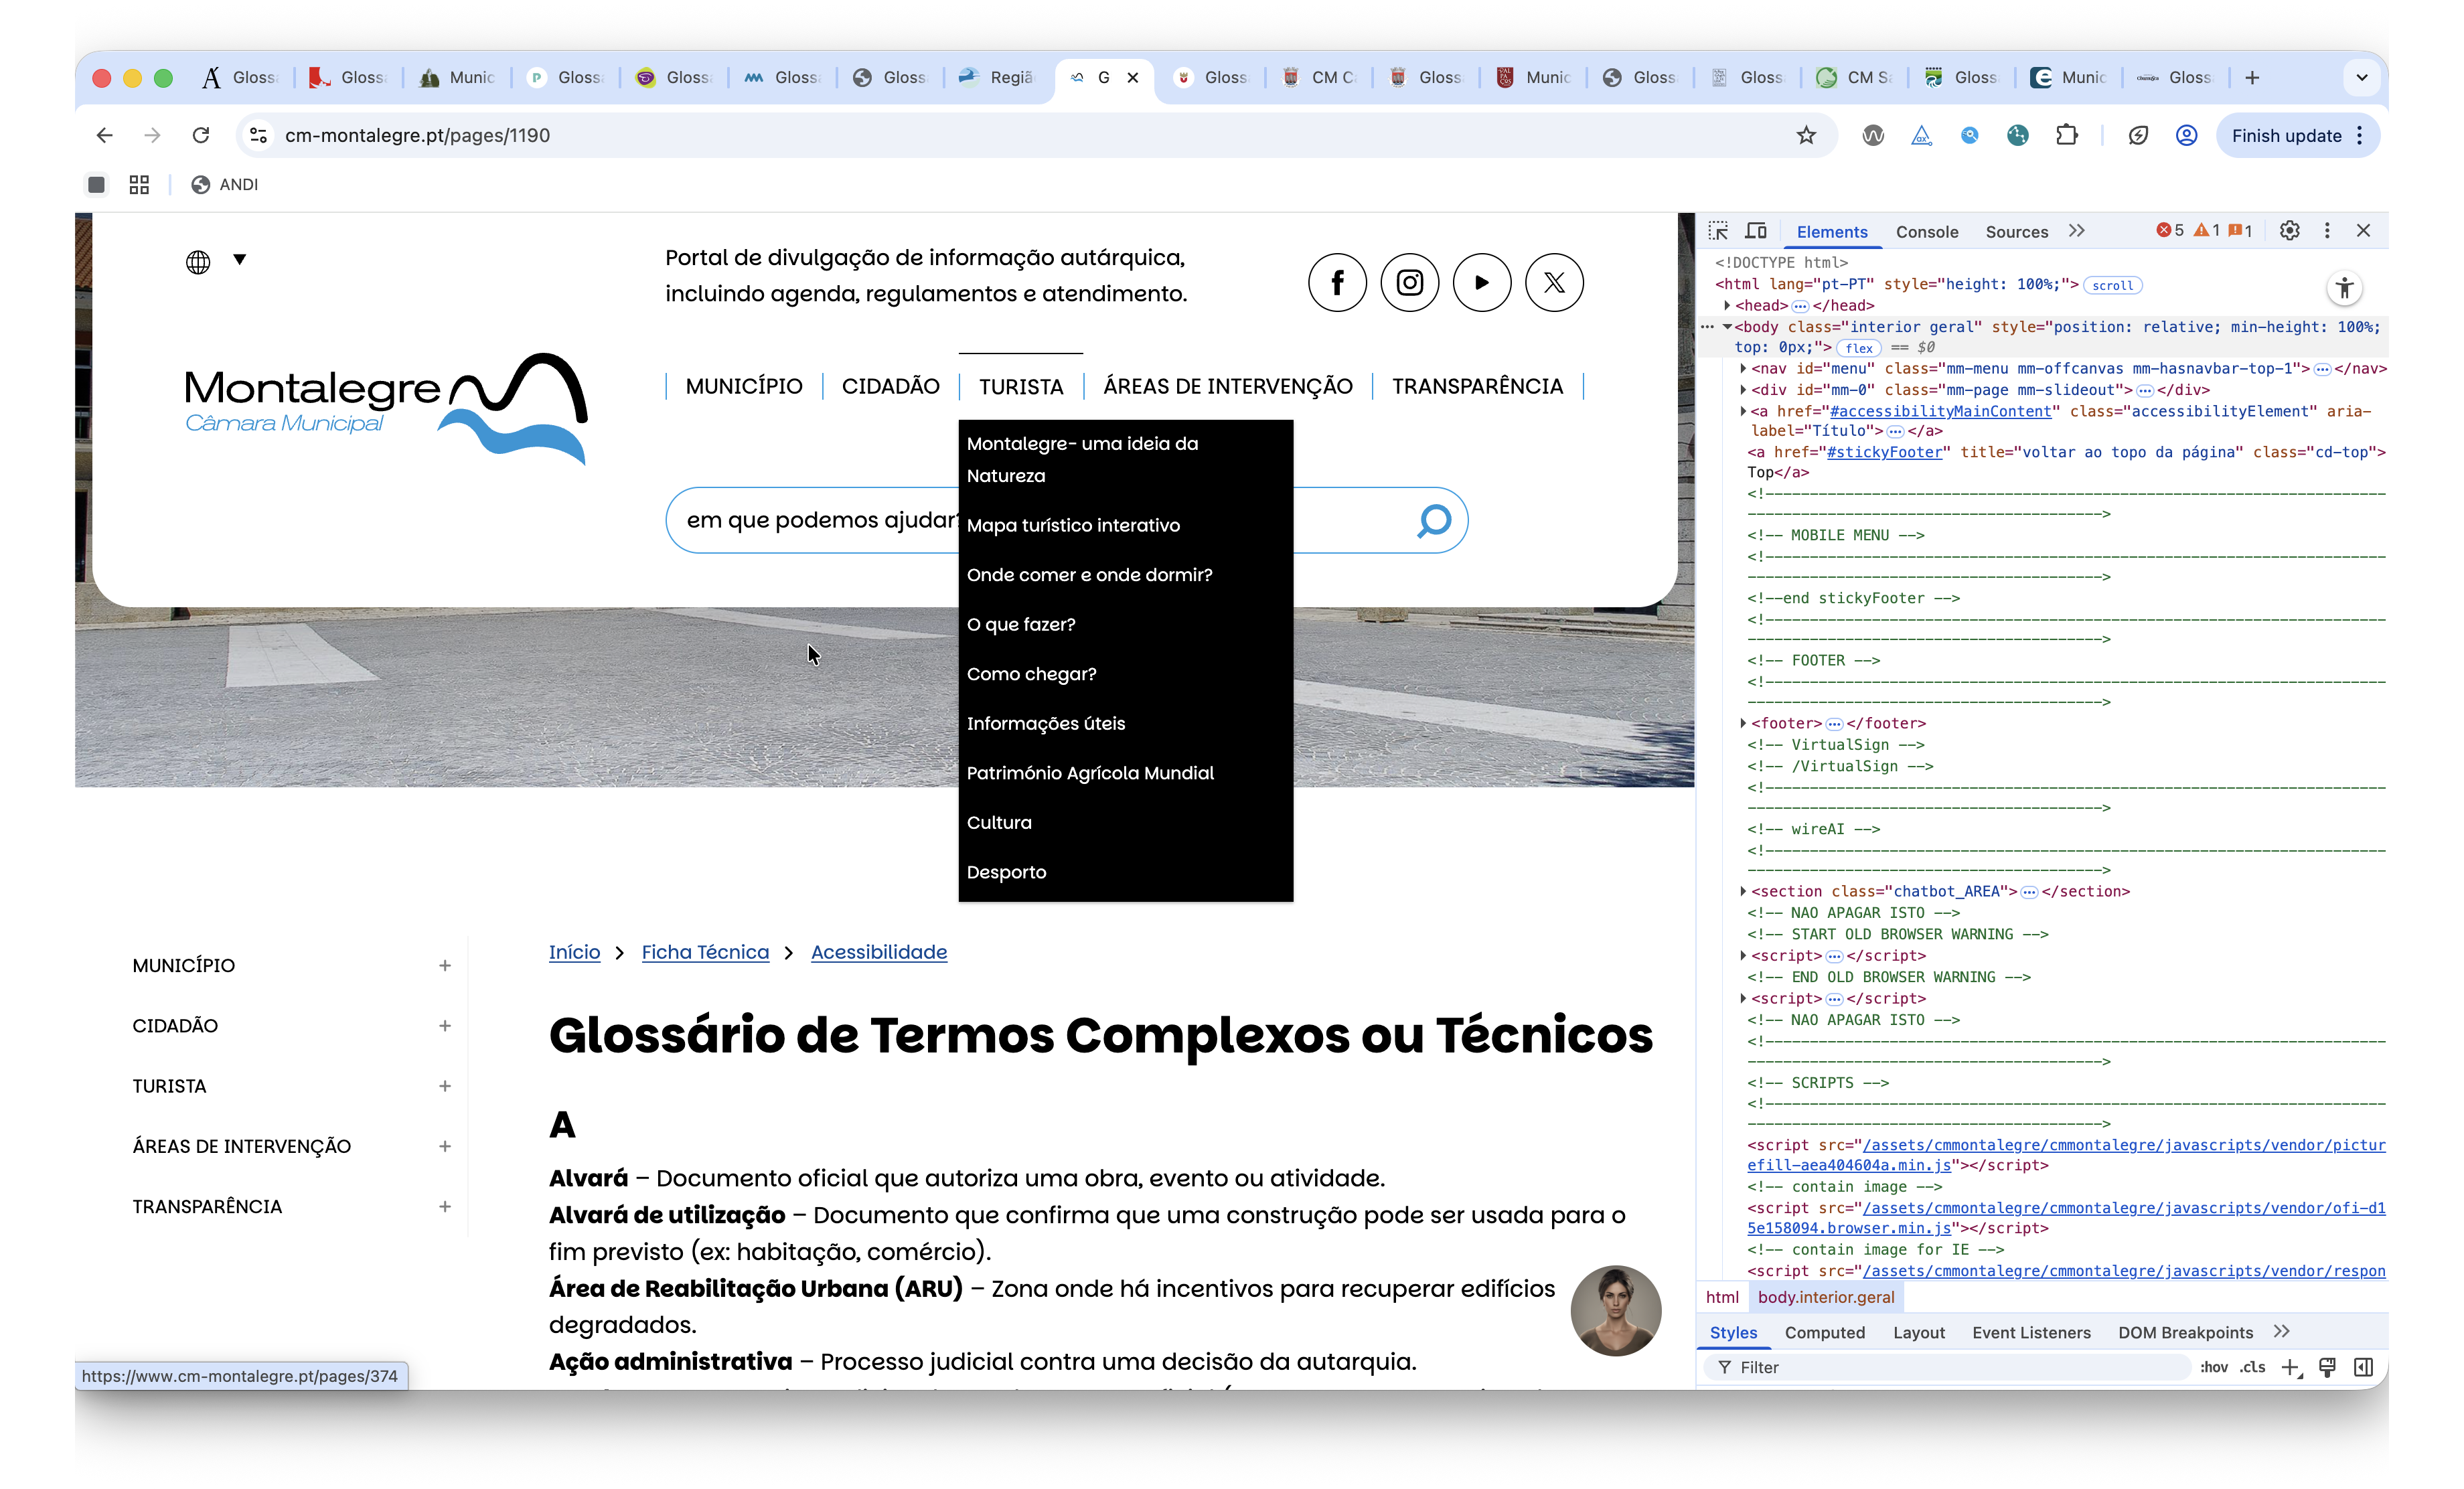 Gloss
Gloss
Munic
Gloss
Gloss
Gloss
Gloss
Regiã
G
Gloss
CM C
Gloss
Munic
Gloss
Gloss
CM S
Gloss
Munic
Gloss
cm-montalegre.pt/pages/1190
Finish update
ANDI
Portal de divulgação de informação autárquica,
incluindo agenda, regulamentos e atendimento.
Montalegre
Câmara Municipal
MUNICÍPIO
CIDADÃO
TURISTA
ÁREAS DE INTERVENÇÃO
TRANSPARÊNCIA
em que podemos ajudar?
Montalegre- uma ideia da
Natureza
Mapa turístico interativo
Onde comer e onde dormir?
O que fazer?
Como chegar?
Informações úteis
Património Agrícola Mundial
Cultura
Desporto
MUNICÍPIO +
CIDADÃO +
TURISTA +
ÁREAS DE INTERVENÇÃO +
TRANSPARÊNCIA +
Início > Ficha Técnica > Acessibilidade
Glossário de Termos Complexos ou Técnicos
A
Alvará – Documento oficial que autoriza uma obra, evento ou atividade.
Alvará de utilização – Documento que confirma que uma construção pode ser usada para o
fim previsto (ex: habitação, comércio).
Área de Reabilitação Urbana (ARU) – Zona onde há incentivos para recuperar edifícios
degradados.
Ação administrativa – Processo judicial contra uma decisão da autarquia.
https://www.cm-montalegre.pt/pages/374
Elements Console Sources 5 1 1
<!DOCTYPE html>
<html lang="pt-PT" style="height: 100%;"> scroll
<head> ••• </head>
••• <body class="interior geral" style="position: relative; min-height: 100%;
top: 0px;"> flex == $0
<nav id="menu" class="mm-menu mm-offcanvas mm-hasnavbar-top-1"> ••• </nav>
<div id="mm-0" class="mm-page mm-slideout"> ••• </div>
<a href="#accessibilityMainContent" class="accessibilityElement" aria-
label="Título"> ••• </a>
<a href="#stickyFooter" title="voltar ao topo da página" class="cd-top">
Top</a>
<!----------------------------------------------------------------------
---------------------------------------->
<!-- MOBILE MENU -->
<!----------------------------------------------------------------------
---------------------------------------->
<!--end stickyFooter -->
<!----------------------------------------------------------------------
---------------------------------------->
<!-- FOOTER -->
<!----------------------------------------------------------------------
---------------------------------------->
<footer> ••• </footer>
<!-- VirtualSign -->
<!-- /VirtualSign -->
<!----------------------------------------------------------------------
---------------------------------------->
<!-- wireAI -->
<!----------------------------------------------------------------------
---------------------------------------->
<section class="chatbot_AREA"> ••• </section>
<!-- NAO APAGAR ISTO -->
<!-- START OLD BROWSER WARNING -->
<script> ••• </script>
<!-- END OLD BROWSER WARNING -->
<script> ••• </script>
<!-- NAO APAGAR ISTO -->
<!----------------------------------------------------------------------
---------------------------------------->
<!-- SCRIPTS -->
<!----------------------------------------------------------------------
---------------------------------------->
<script src="/assets/cmmontalegre/cmmontalegre/javascripts/vendor/pictur
efill-aea404604a.min.js"></script>
<!-- contain image -->
<script src="/assets/cmmontalegre/cmmontalegre/javascripts/vendor/ofi-d1
5e158094.browser.min.js"></script>
<!-- contain image for IE -->
<script src="/assets/cmmontalegre/cmmontalegre/javascripts/vendor/respon
html body.interior.geral
Styles Computed Layout Event Listeners DOM Breakpoints
Filter :hov .cls